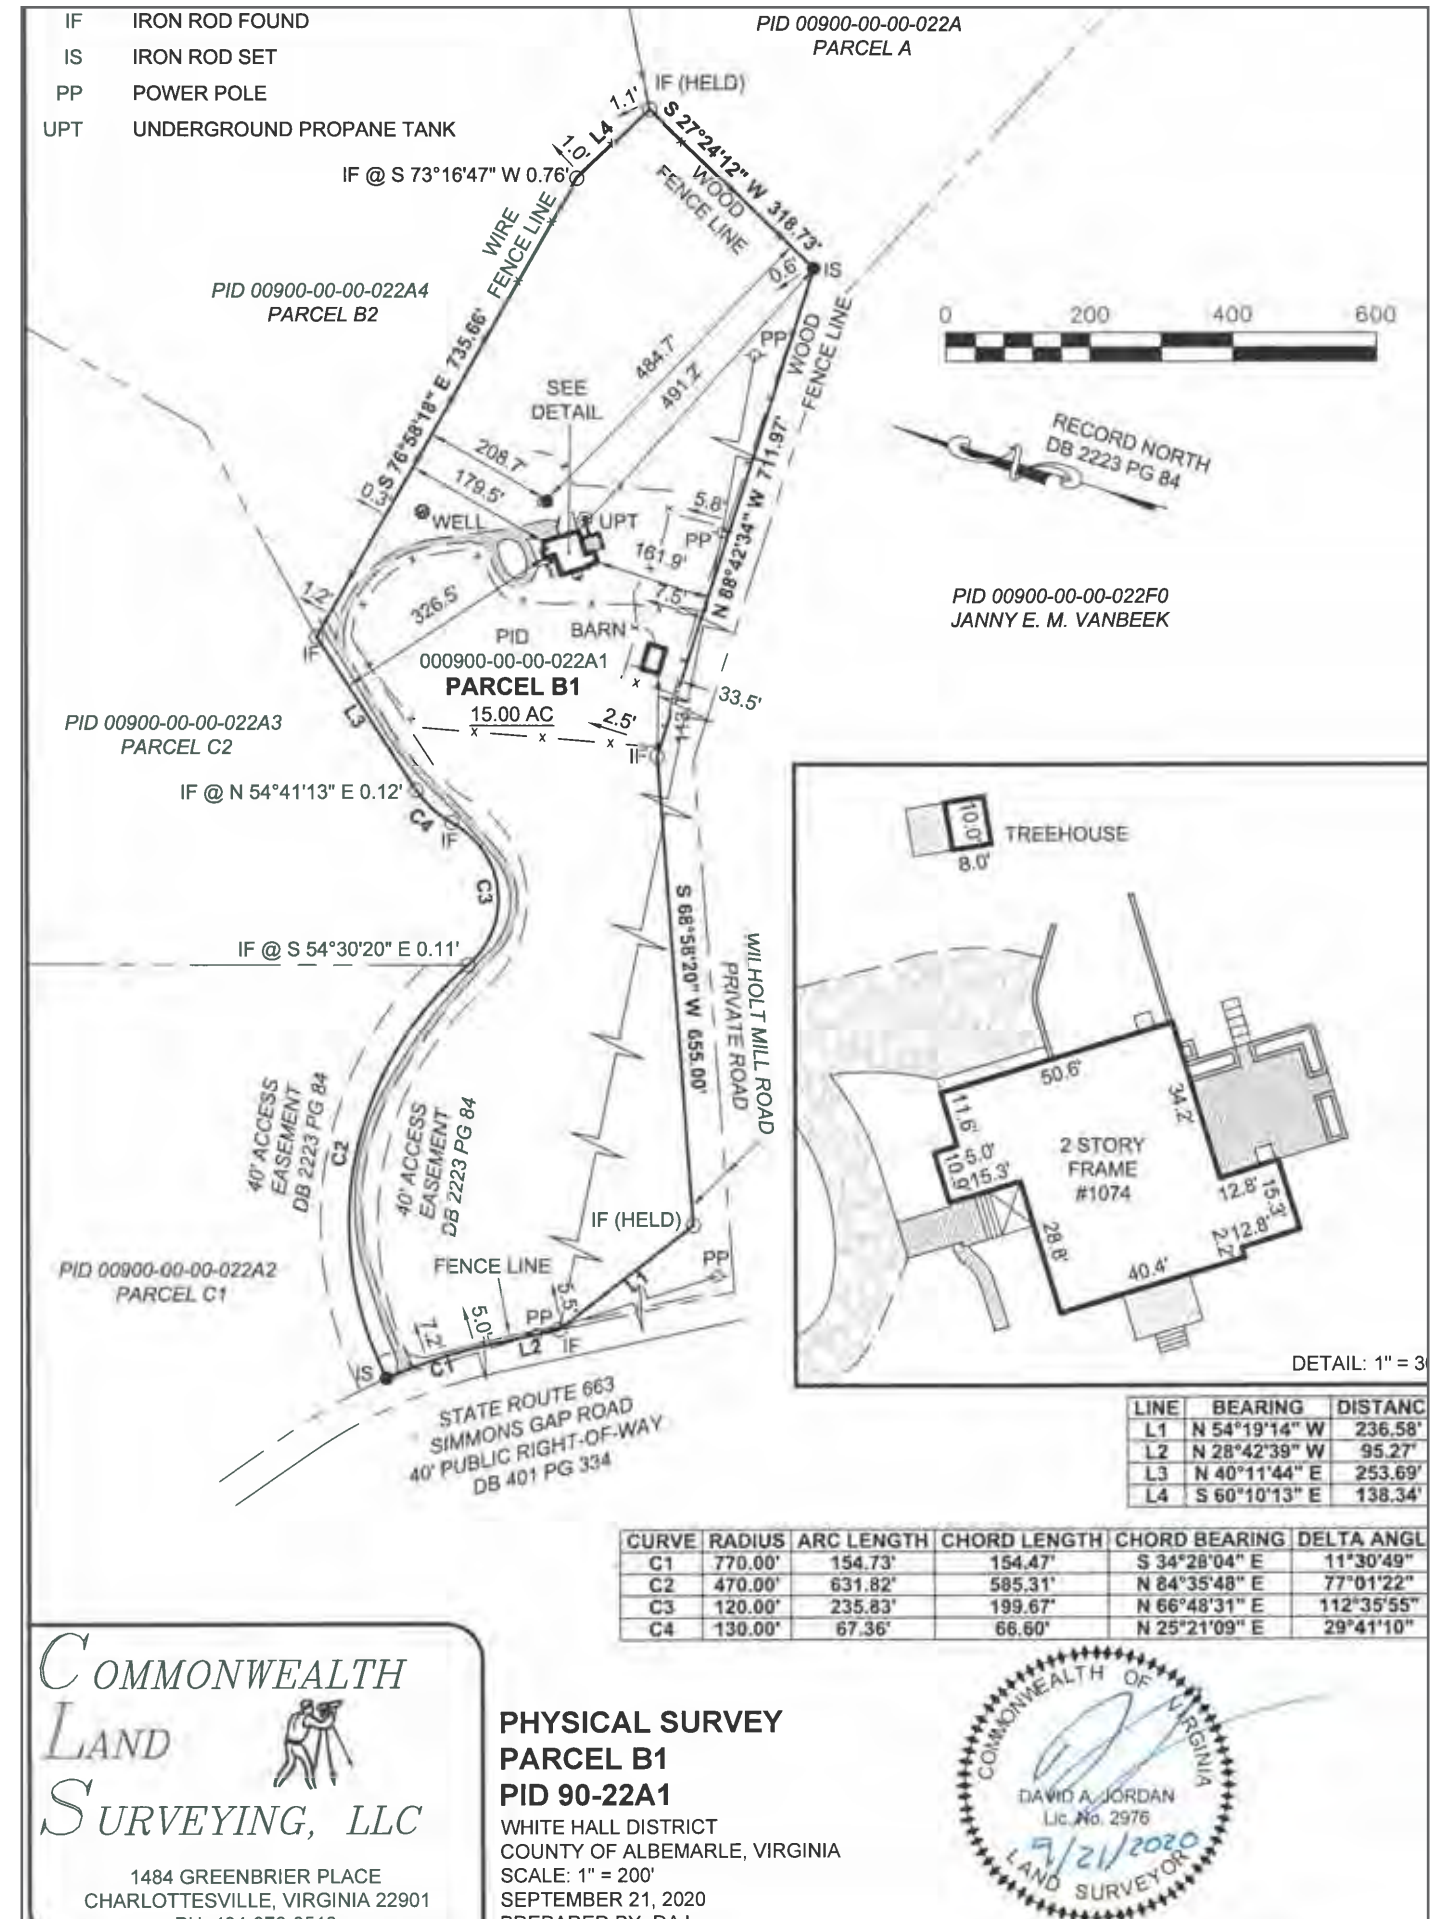 IF IRON ROD FOUND
IS IRON ROD SET
PP POWER POLE
UPT UNDERGROUND PROPANE TANK
PID 00900-00-00-022A
PARCEL A
IF (HELD)
1.1'
L4
1.0'
IF @ S 73°16'47" W 0.76'
S 27°24'12" W 318.73'
WOOD
FENCE LINE
WIRE
FENCE LINE
0.6'
IS
PID 00900-00-00-022A4
PARCEL B2
S 76°58'18" E 735.66'
PP
WOOD
FENCE LINE
0 200 400 600
484.7'
491.2'
SEE
DETAIL
RECORD NORTH
DB 2223 PG 84
208.7'
179.5'
0.3'
WELL
UPT
5.8'
PP
161.9'
7.5'
N 88°42'34" W 711.97'
1.2'
IF
326.5'
PID
BARN
000900-00-00-022A1
PARCEL B1
15.00 AC
2.5'
33.5'
IF
PID 00900-00-00-022F0
JANNY E. M. VANBEEK
PID 00900-00-00-022A3
PARCEL C2
L3
IF @ N 54°41'13" E 0.12'
C4
IF
C3
IF @ S 54°30'20" E 0.11'
S 68°58'20" W 655.00'
WILHOLT MILL ROAD
PRIVATE ROAD
40' ACCESS
EASEMENT
DB 2223 PG 84
C2
40' ACCESS
EASEMENT
DB 2223 PG 84
IF (HELD)
PID 00900-00-00-022A2
PARCEL C1
FENCE LINE
PP
L1
PP
5.5'
5.0'
7.2'
IS
C1
L2
IF
STATE ROUTE 663
SIMMONS GAP ROAD
40' PUBLIC RIGHT-OF-WAY
DB 401 PG 334
10.0'
8.0'
TREEHOUSE
50.6'
11.6'
5.0'
10.9'
15.3'
34.2'
2 STORY
FRAME
#1074
12.8'
15.3'
12.8'
2.2'
28.8'
40.4'
DETAIL: 1" = 3
LINE BEARING DISTANC
L1 N 54°19'14" W 236.58'
L2 N 28°42'39" W 95.27'
L3 N 40°11'44" E 253.69'
L4 S 60°10'13" E 138.34'
CURVE RADIUS ARC LENGTH CHORD LENGTH CHORD BEARING DELTA ANGL
C1 770.00' 154.73' 154.47' S 34°28'04" E 11°30'49"
C2 470.00' 631.82' 585.31' N 84°35'48" E 77°01'22"
C3 120.00' 235.83' 199.67' N 66°48'31" E 112°35'55"
C4 130.00' 67.36' 66.60' N 25°21'09" E 29°41'10"
COMMONWEALTH
LAND
SURVEYING, LLC
1484 GREENBRIER PLACE
CHARLOTTESVILLE, VIRGINIA 22901
PHYSICAL SURVEY
PARCEL B1
PID 90-22A1
WHITE HALL DISTRICT
COUNTY OF ALBEMARLE, VIRGINIA
SCALE: 1" = 200'
SEPTEMBER 21, 2020
PREPARED BY: DAJ
COMMONWEALTH OF VIRGINIA
DAVID A. JORDAN
Lic. No. 2976
9/21/2020
LAND SURVEYOR